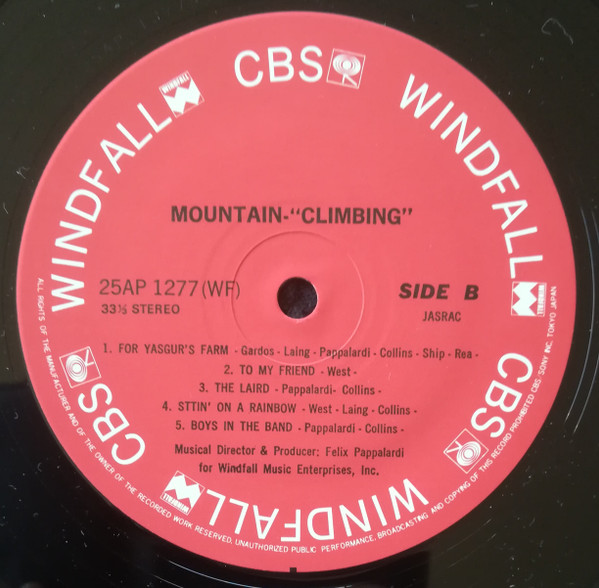 CBS
WINDFALL
WINDFALL
WINDFALL
WINDFALL
CBS
WINDFALL
CBS
WINDFALL
WINDFALL
MOUNTAIN-"CLIMBING"
25AP 1277(WF)
33⅓ STEREO
SIDE B
JASRAC
1. FOR YASGUR'S FARM - Gardos - Laing - Pappalardi - Collins - Ship - Rea -
2. TO MY FRIEND - West -
3. THE LAIRD - Pappalardi- Collins -
4. STTIN' ON A RAINBOW - West - Laing - Collins -
5. BOYS IN THE BAND - Pappalardi - Collins -
Musical Director & Producer: Felix Pappalardi
for Windfall Music Enterprises, Inc.
ALL RIGHTS OF THE MANUFACTURER AND OF THE OWNER OF THE RECORDED WORK RESERVED. UNAUTHORIZED PUBLIC PERFORMANCE, BROADCASTING AND COPYING OF THIS RECORD PROHIBITED CBS/SONY INC. TOKYO JAPAN